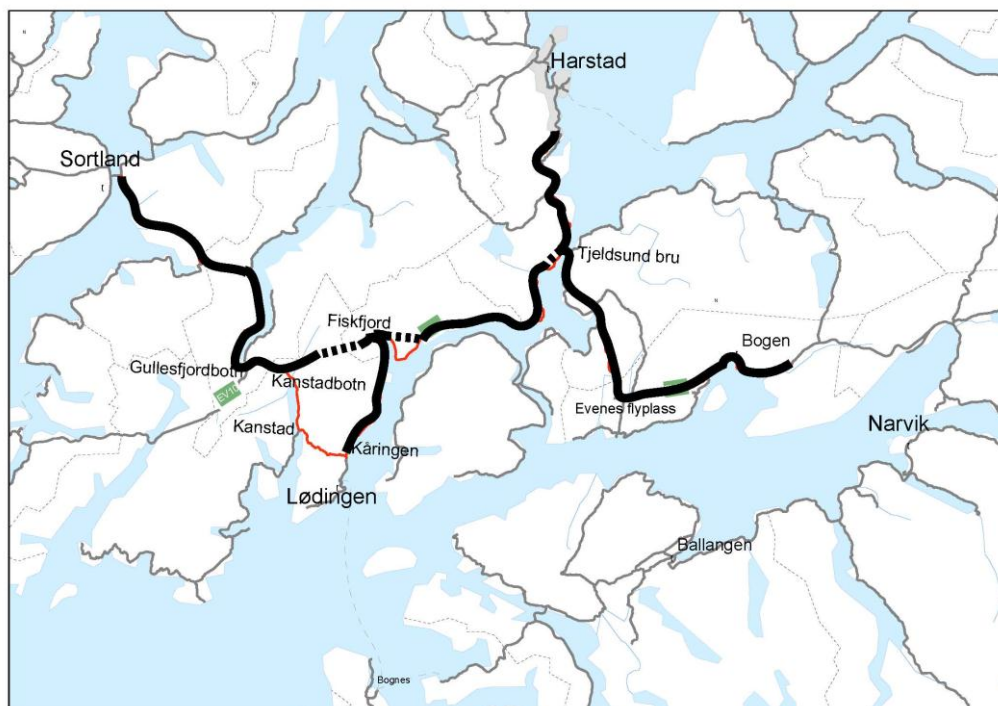 Harstad
Sortland
Tjeldsund bru
Fiskfjord
Bogen
Gullesfjordbotn
Kanstadbotn
EV10
Evenes flyplass
Kanstad
Narvik
Kåringen
Lødingen
Ballangen
Bognes